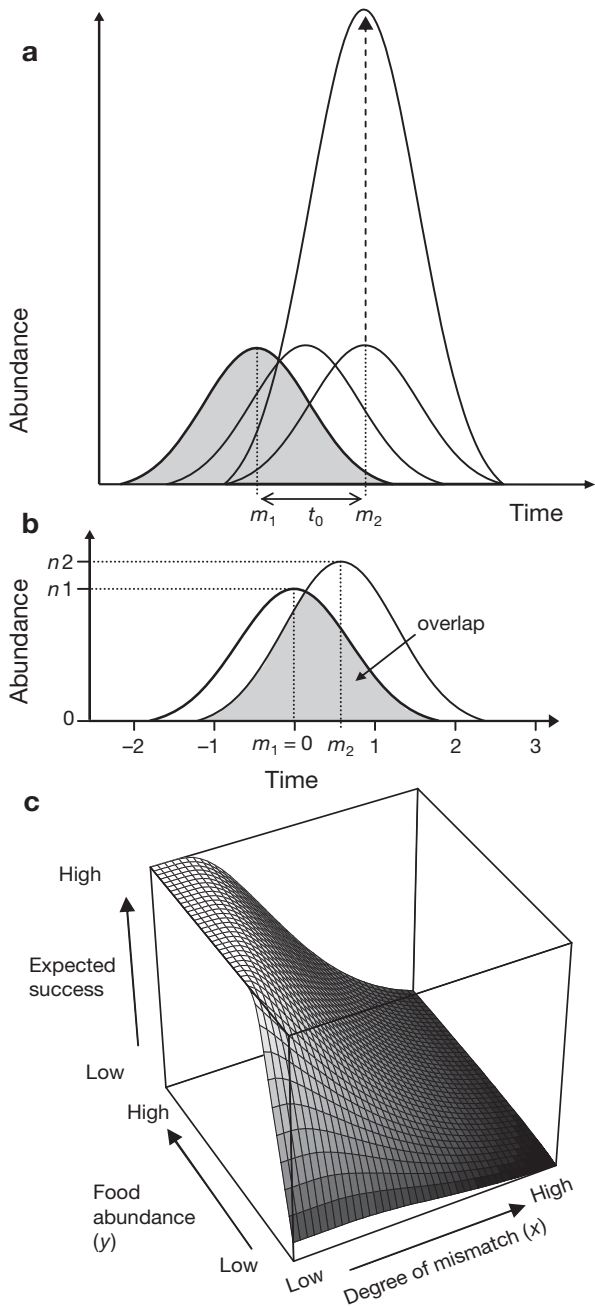 a
Abundance
m1 t0 m2
Time
b
Abundance
n2
n1
0
overlap
−2 −1 m1 = 0 m2 1 2 3
Time
c
High
Expected
success
Low
High
Food
abundance
(y)
Low
Low
Degree of mismatch (x)
High